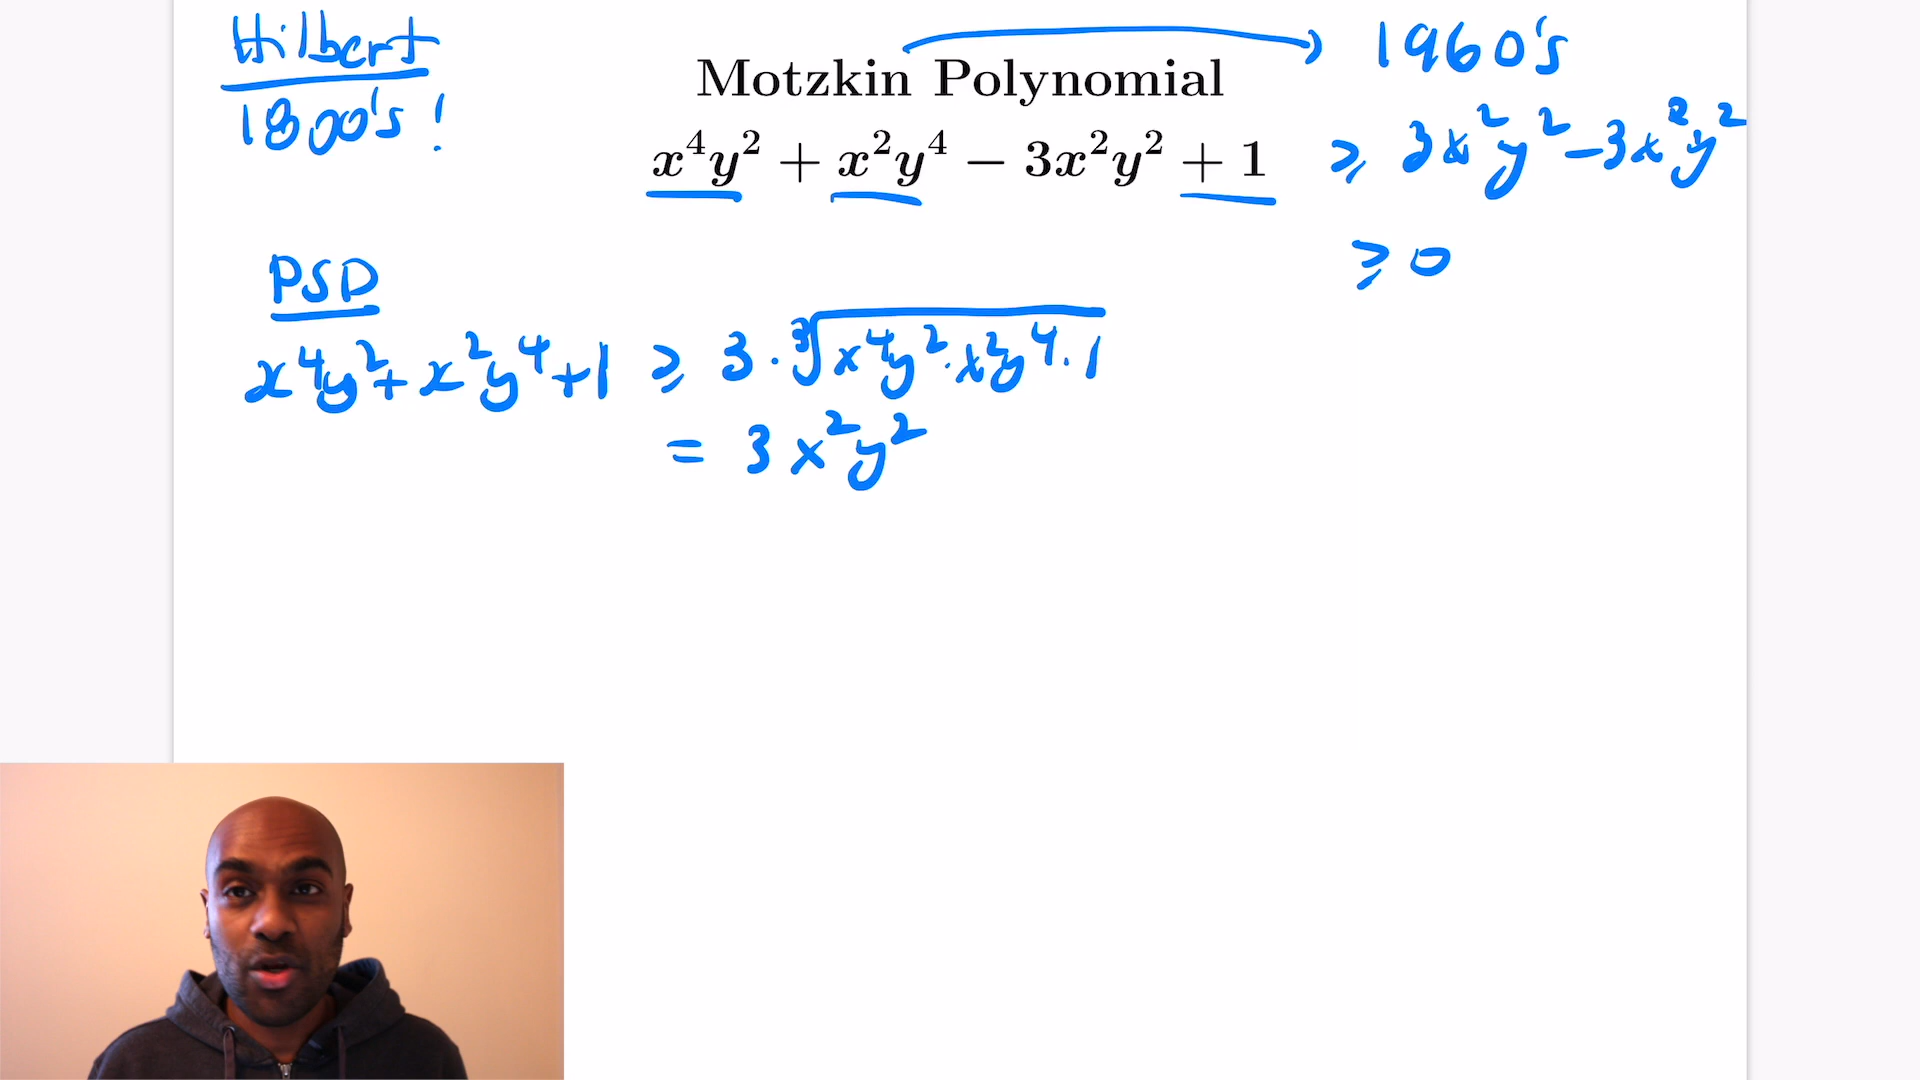 Hilbert
1800's!
Motzkin Polynomial
1960's
x⁴y² + x²y⁴ − 3x²y² + 1 ≥ 3x²y² − 3x²y²
≥ 0
PSD
x⁴y² + x²y⁴ + 1 ≥ 3 · ∛(x⁴y² · x²y⁴ · 1)
= 3x²y²